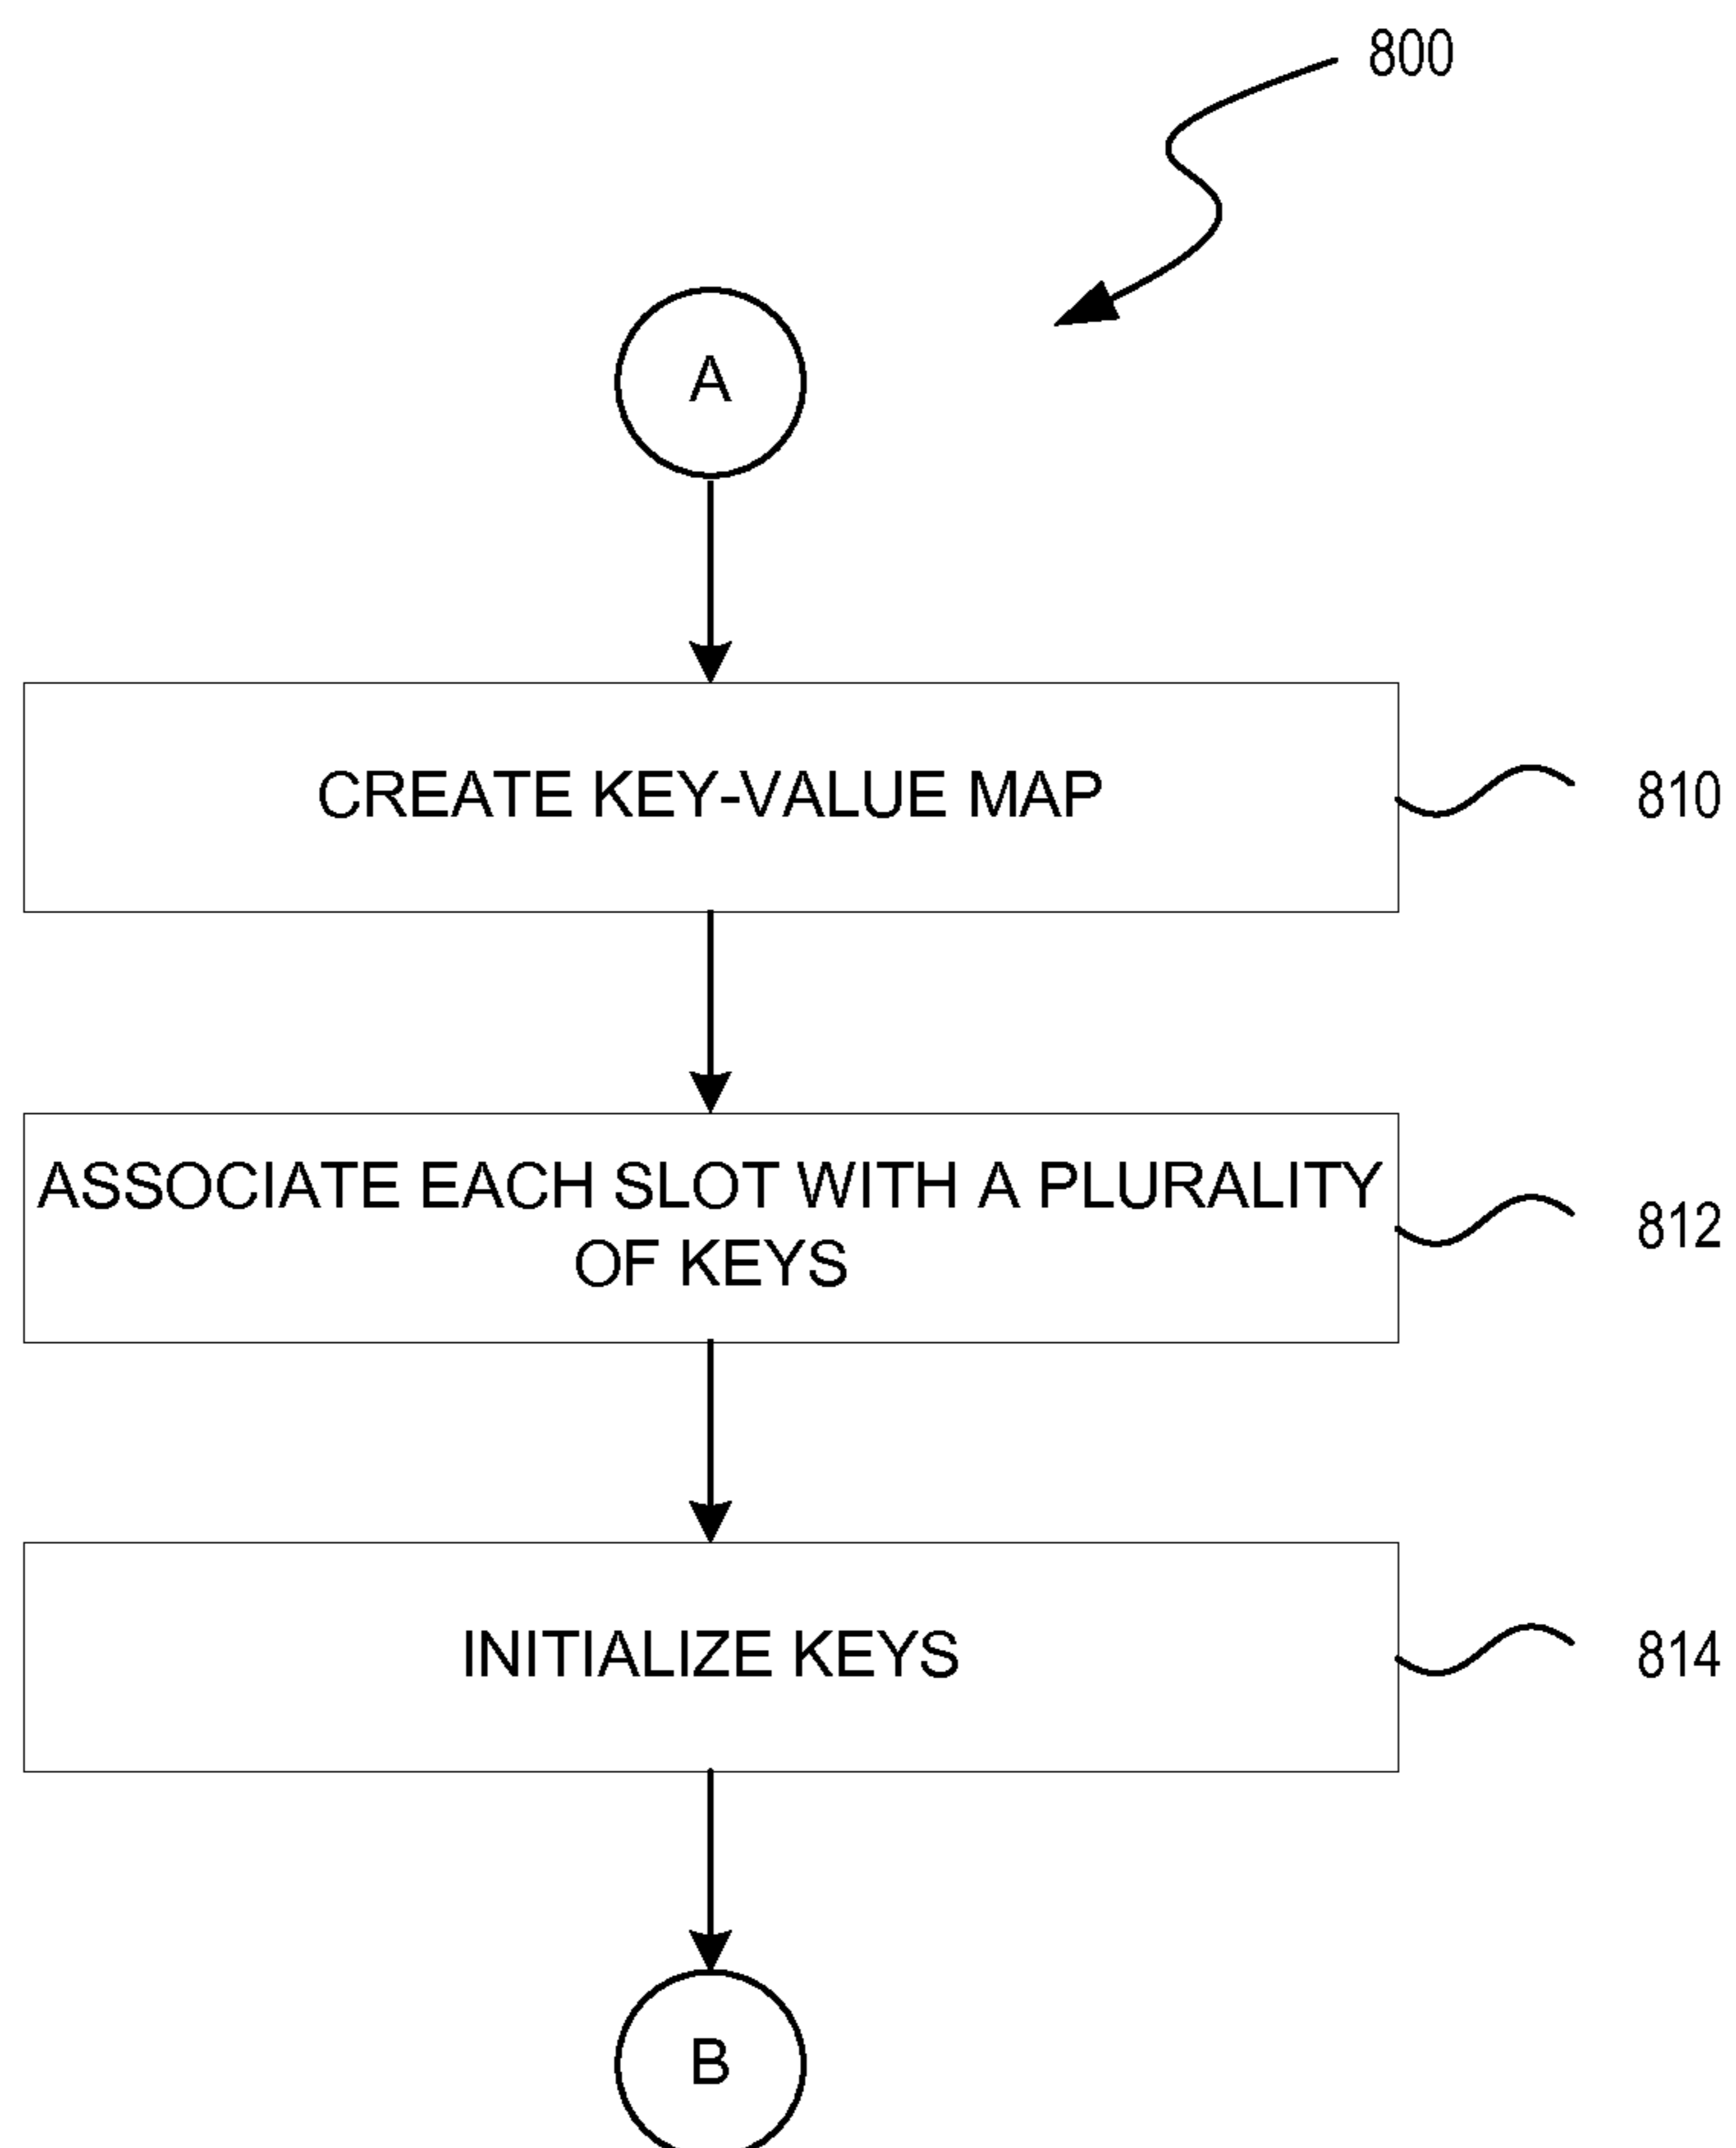 800
A
CREATE KEY-VALUE MAP
810
ASSOCIATE EACH SLOT WITH A PLURALITY
OF KEYS
812
INITIALIZE KEYS
814
B